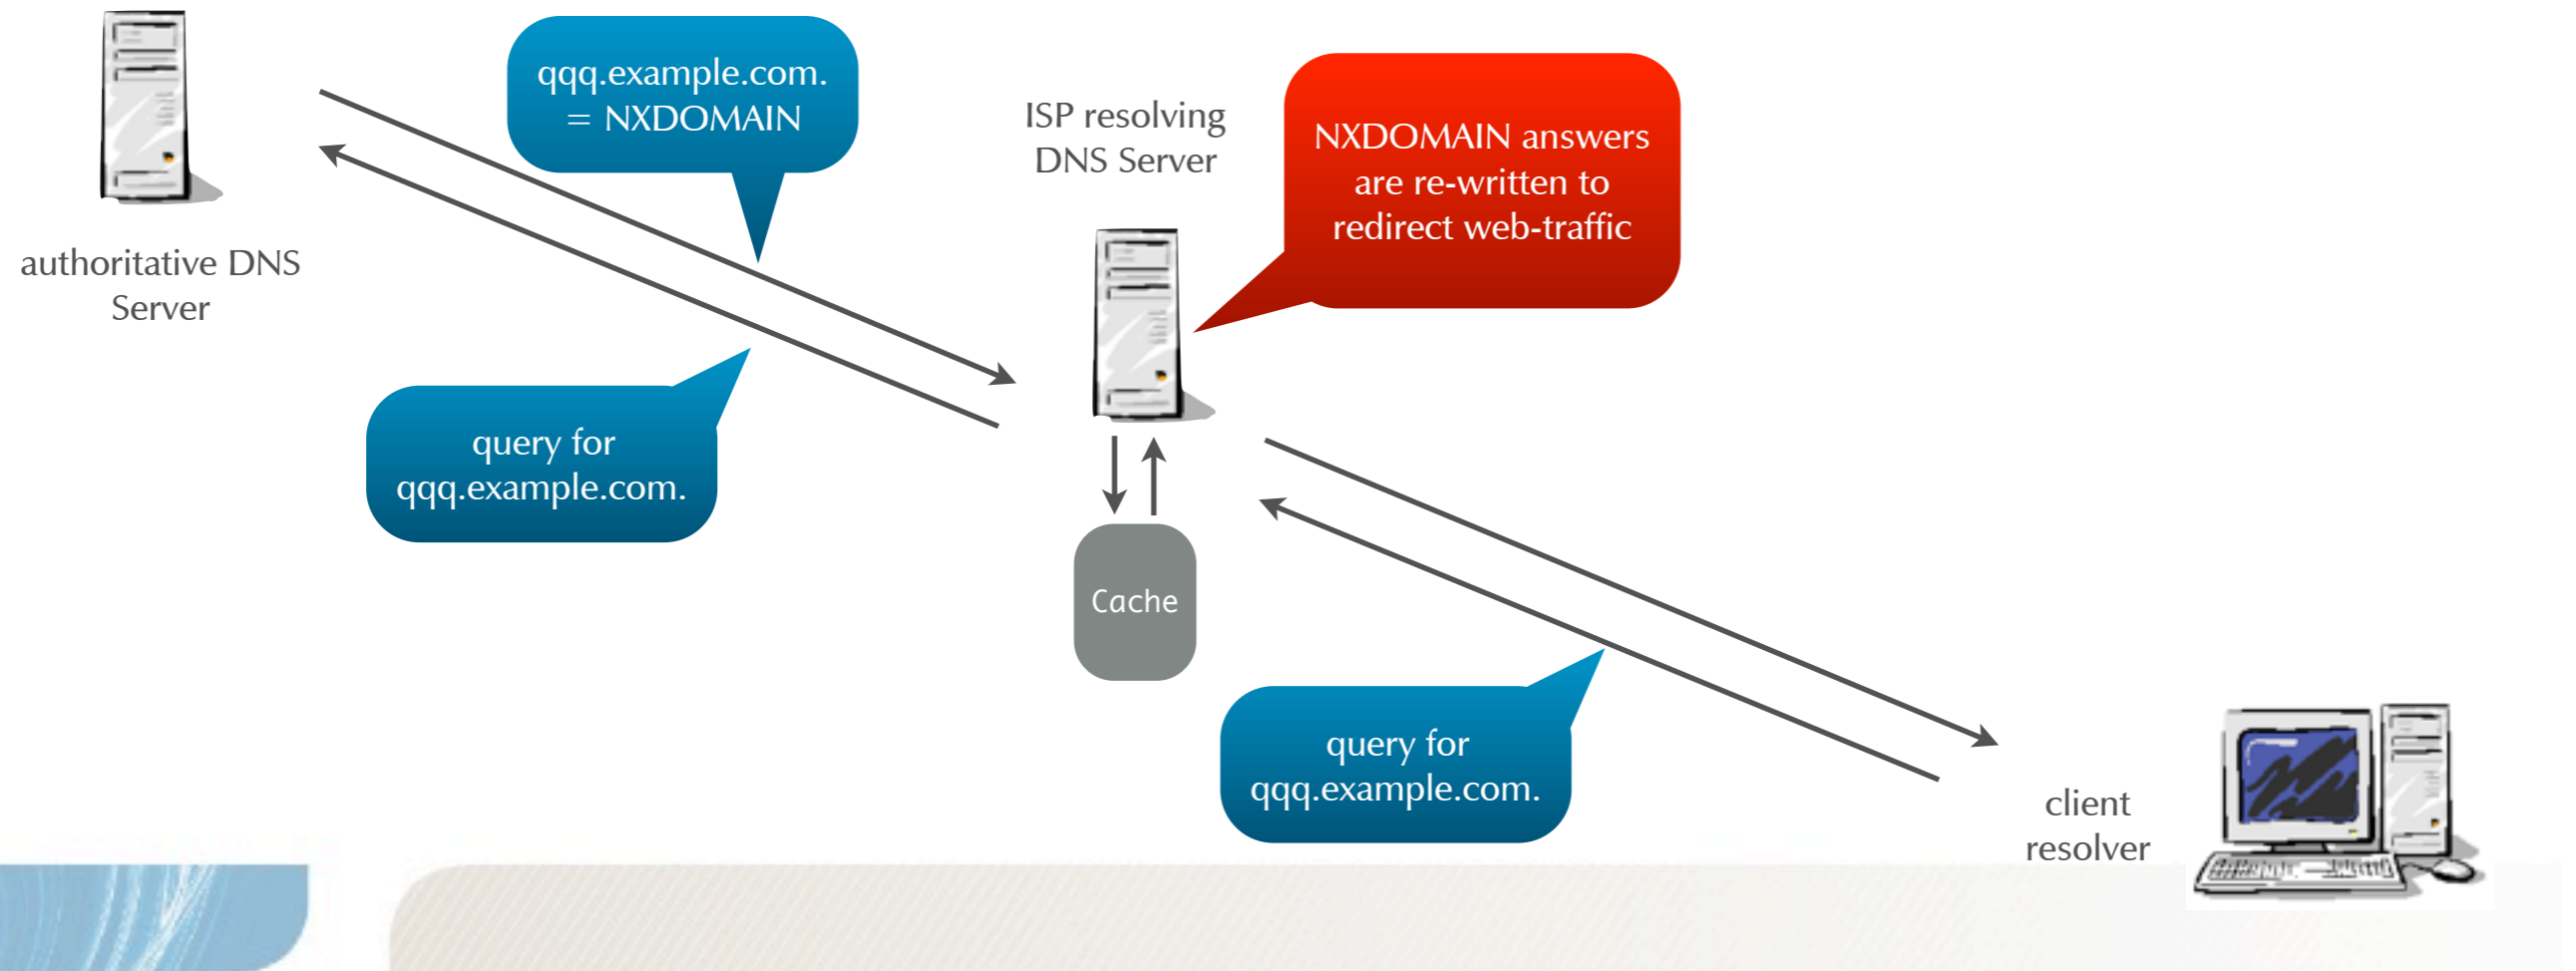 qqq.example.com.
= NXDOMAIN
ISP resolving
DNS Server
NXDOMAIN answers
are re-written to
redirect web-traffic
authoritative DNS
Server
query for
qqq.example.com.
Cache
query for
qqq.example.com.
client
resolver